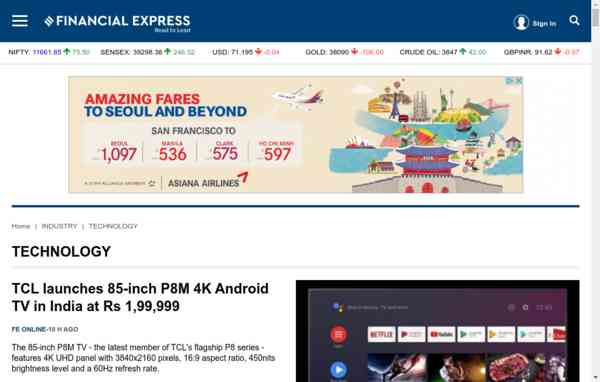 FINANCIAL EXPRESS
Read to Lead
Sign In
NIFTY: 11661.85 75.50 SENSEX: 39298.38 246.52 USD: 71.195 -0.04 GOLD: 38090 -106.00 CRUDE OIL: 3847 42.00 GBPINR: 91.62 -0.97
AMAZING FARES
TO SEOUL AND BEYOND
SAN FRANCISCO TO
SEOUL MANILA CLARK HO CHI MINH
1,097 536 575 597
A STAR ALLIANCE MEMBER
ASIANA AIRLINES
Home | INDUSTRY | TECHNOLOGY
TECHNOLOGY
TCL launches 85-inch P8M 4K Android
TV in India at Rs 1,99,999
FE ONLINE-10 H AGO
The 85-inch P8M TV - the latest member of TCL's flagship P8 series -
features 4K UHD panel with 3840x2160 pixels, 16:9 aspect ratio, 450nits
brightness level and a 60Hz refresh rate.
NETFLIX
YouTube
Google Play